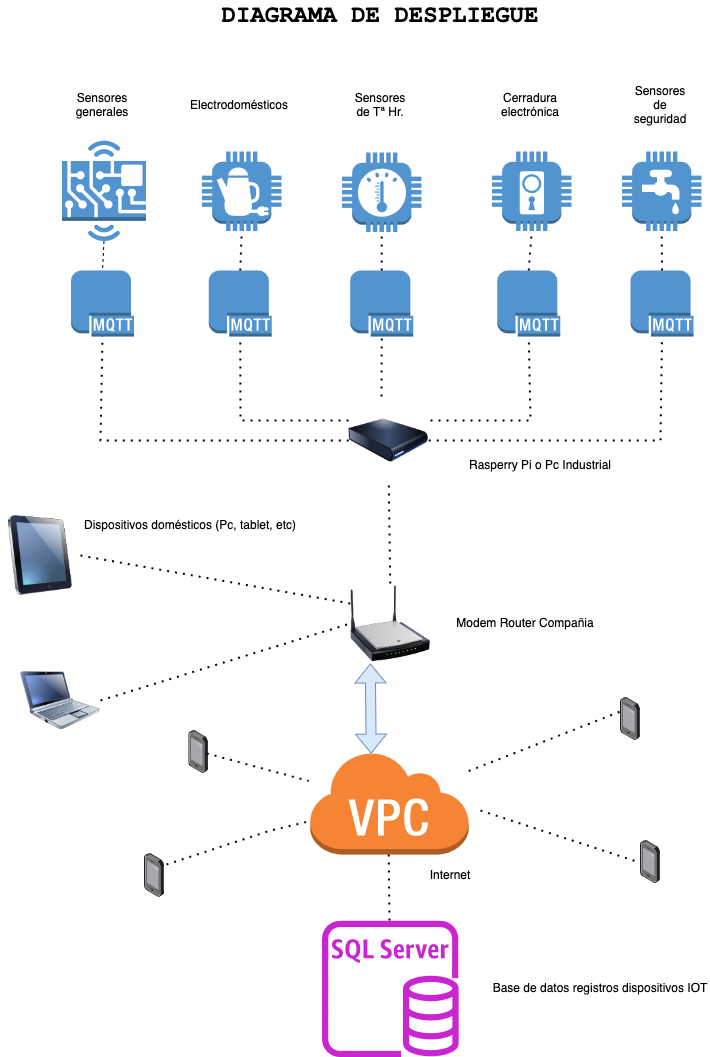 DIAGRAMA DE DESPLIEGUE
Sensores
generales
Electrodomésticos
Sensores
de Tª Hr.
Cerradura
electrónica
Sensores
de
seguridad
MQTT
MQTT
MQTT
MQTT
MQTT
Rasperry Pi o Pc Industrial
Dispositivos domésticos (Pc, tablet, etc)
Modem Router Compañia
VPC
Internet
SQL Server
Base de datos registros dispositivos IOT